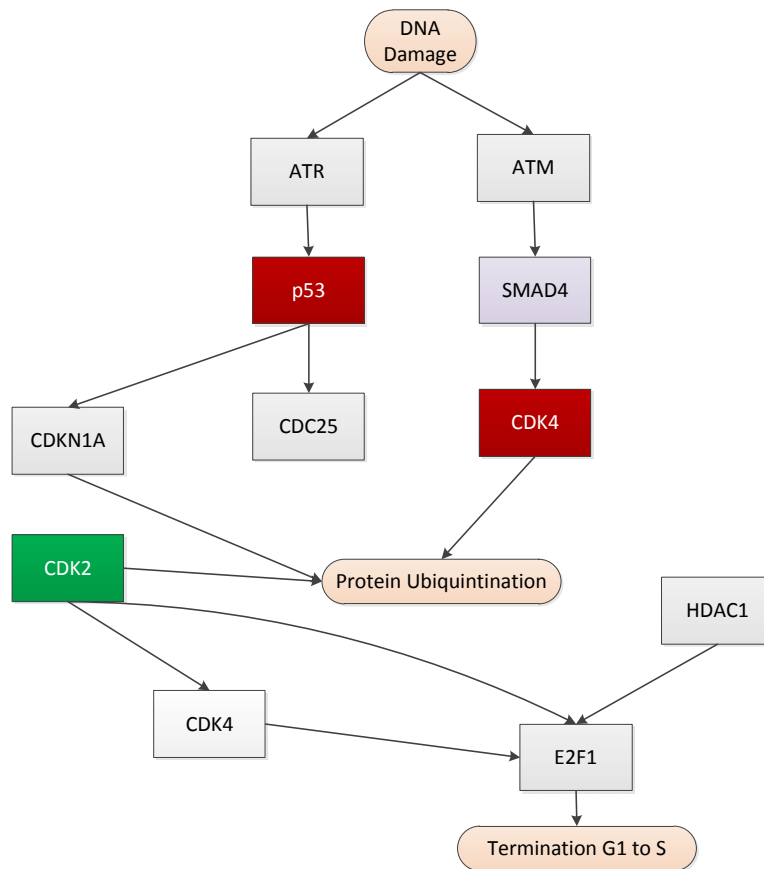 DNA
Damage
ATR
ATM
p53
SMAD4
CDKN1A
CDC25
CDK4
CDK2
Protein Ubiquintination
HDAC1
CDK4
E2F1
Termination G1 to S